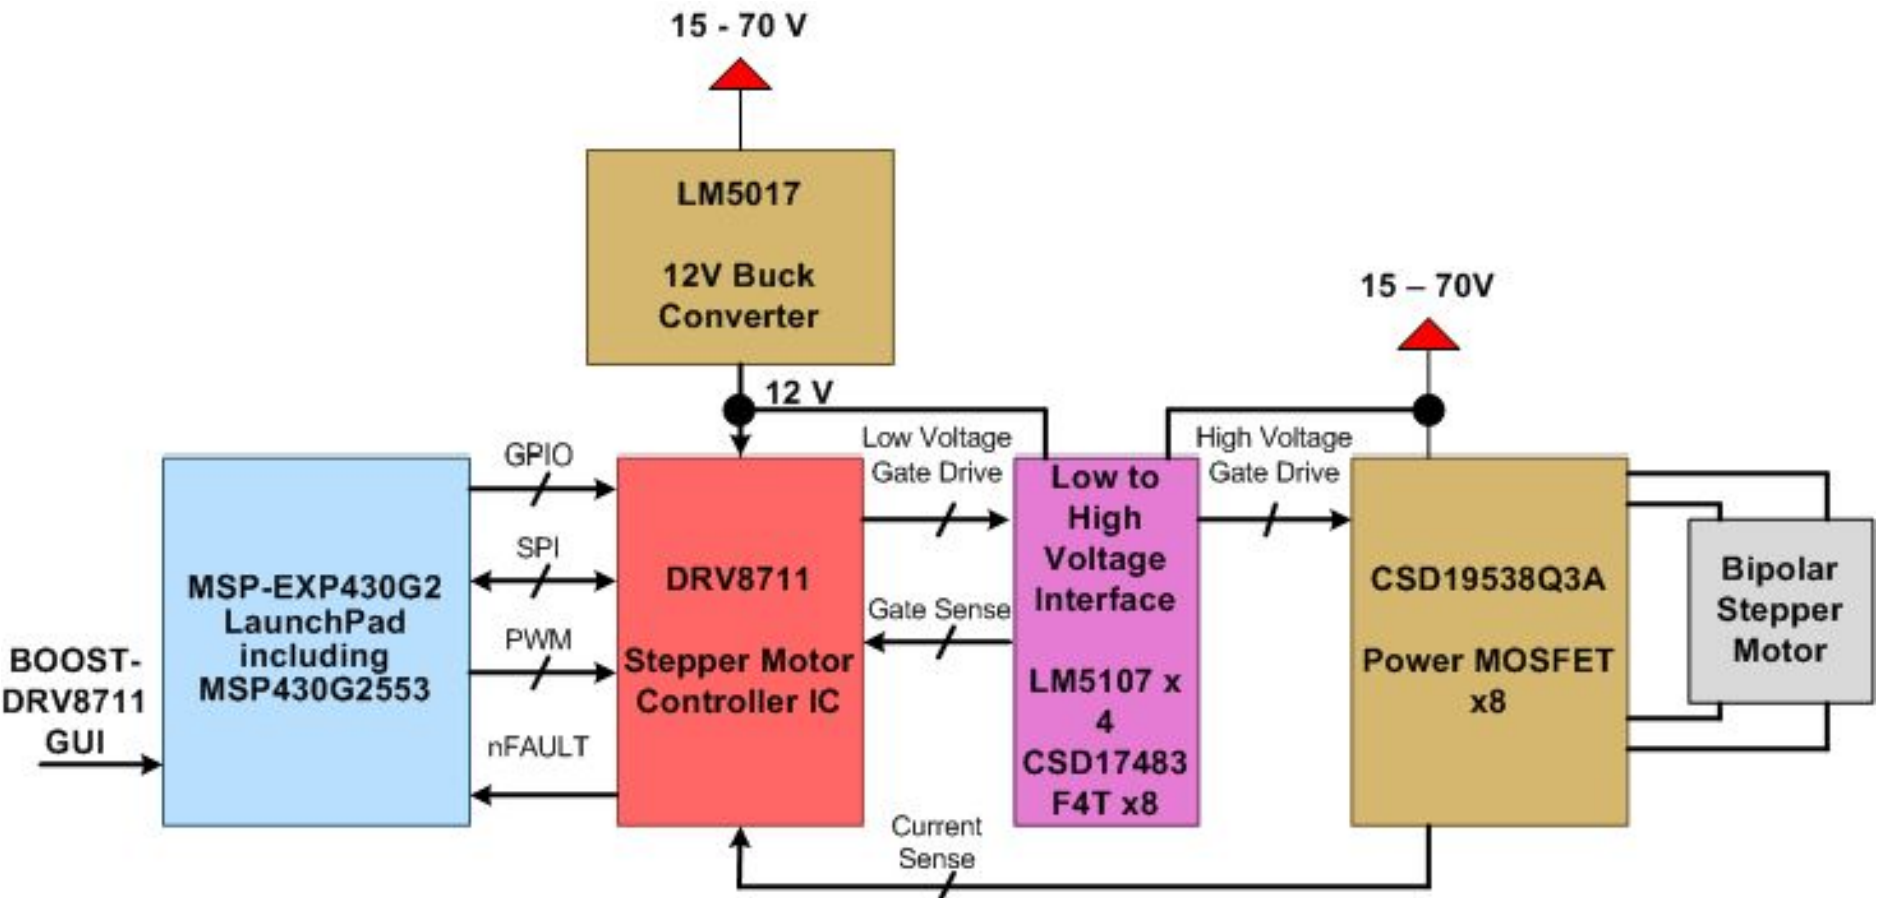 15 - 70 V
LM5017
12V Buck
Converter
15 – 70V
12 V
GPIO
SPI
PWM
nFAULT
BOOST-
DRV8711
GUI
MSP-EXP430G2
LaunchPad
including
MSP430G2553
DRV8711
Stepper Motor
Controller IC
Low Voltage
Gate Drive
Gate Sense
Current
Sense
Low to
High
Voltage
Interface
LM5107 x
4
CSD17483
F4T x8
High Voltage
Gate Drive
CSD19538Q3A
Power MOSFET
x8
Bipolar
Stepper
Motor